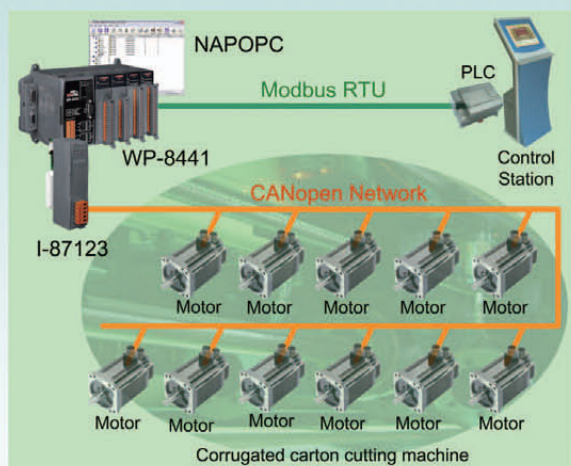 NAPOPC
Modbus RTU
PLC
WP-8441
Control
Station
CANopen Network
I-87123
Motor Motor Motor Motor Motor
Motor Motor Motor Motor Motor Motor
Corrugated carton cutting machine